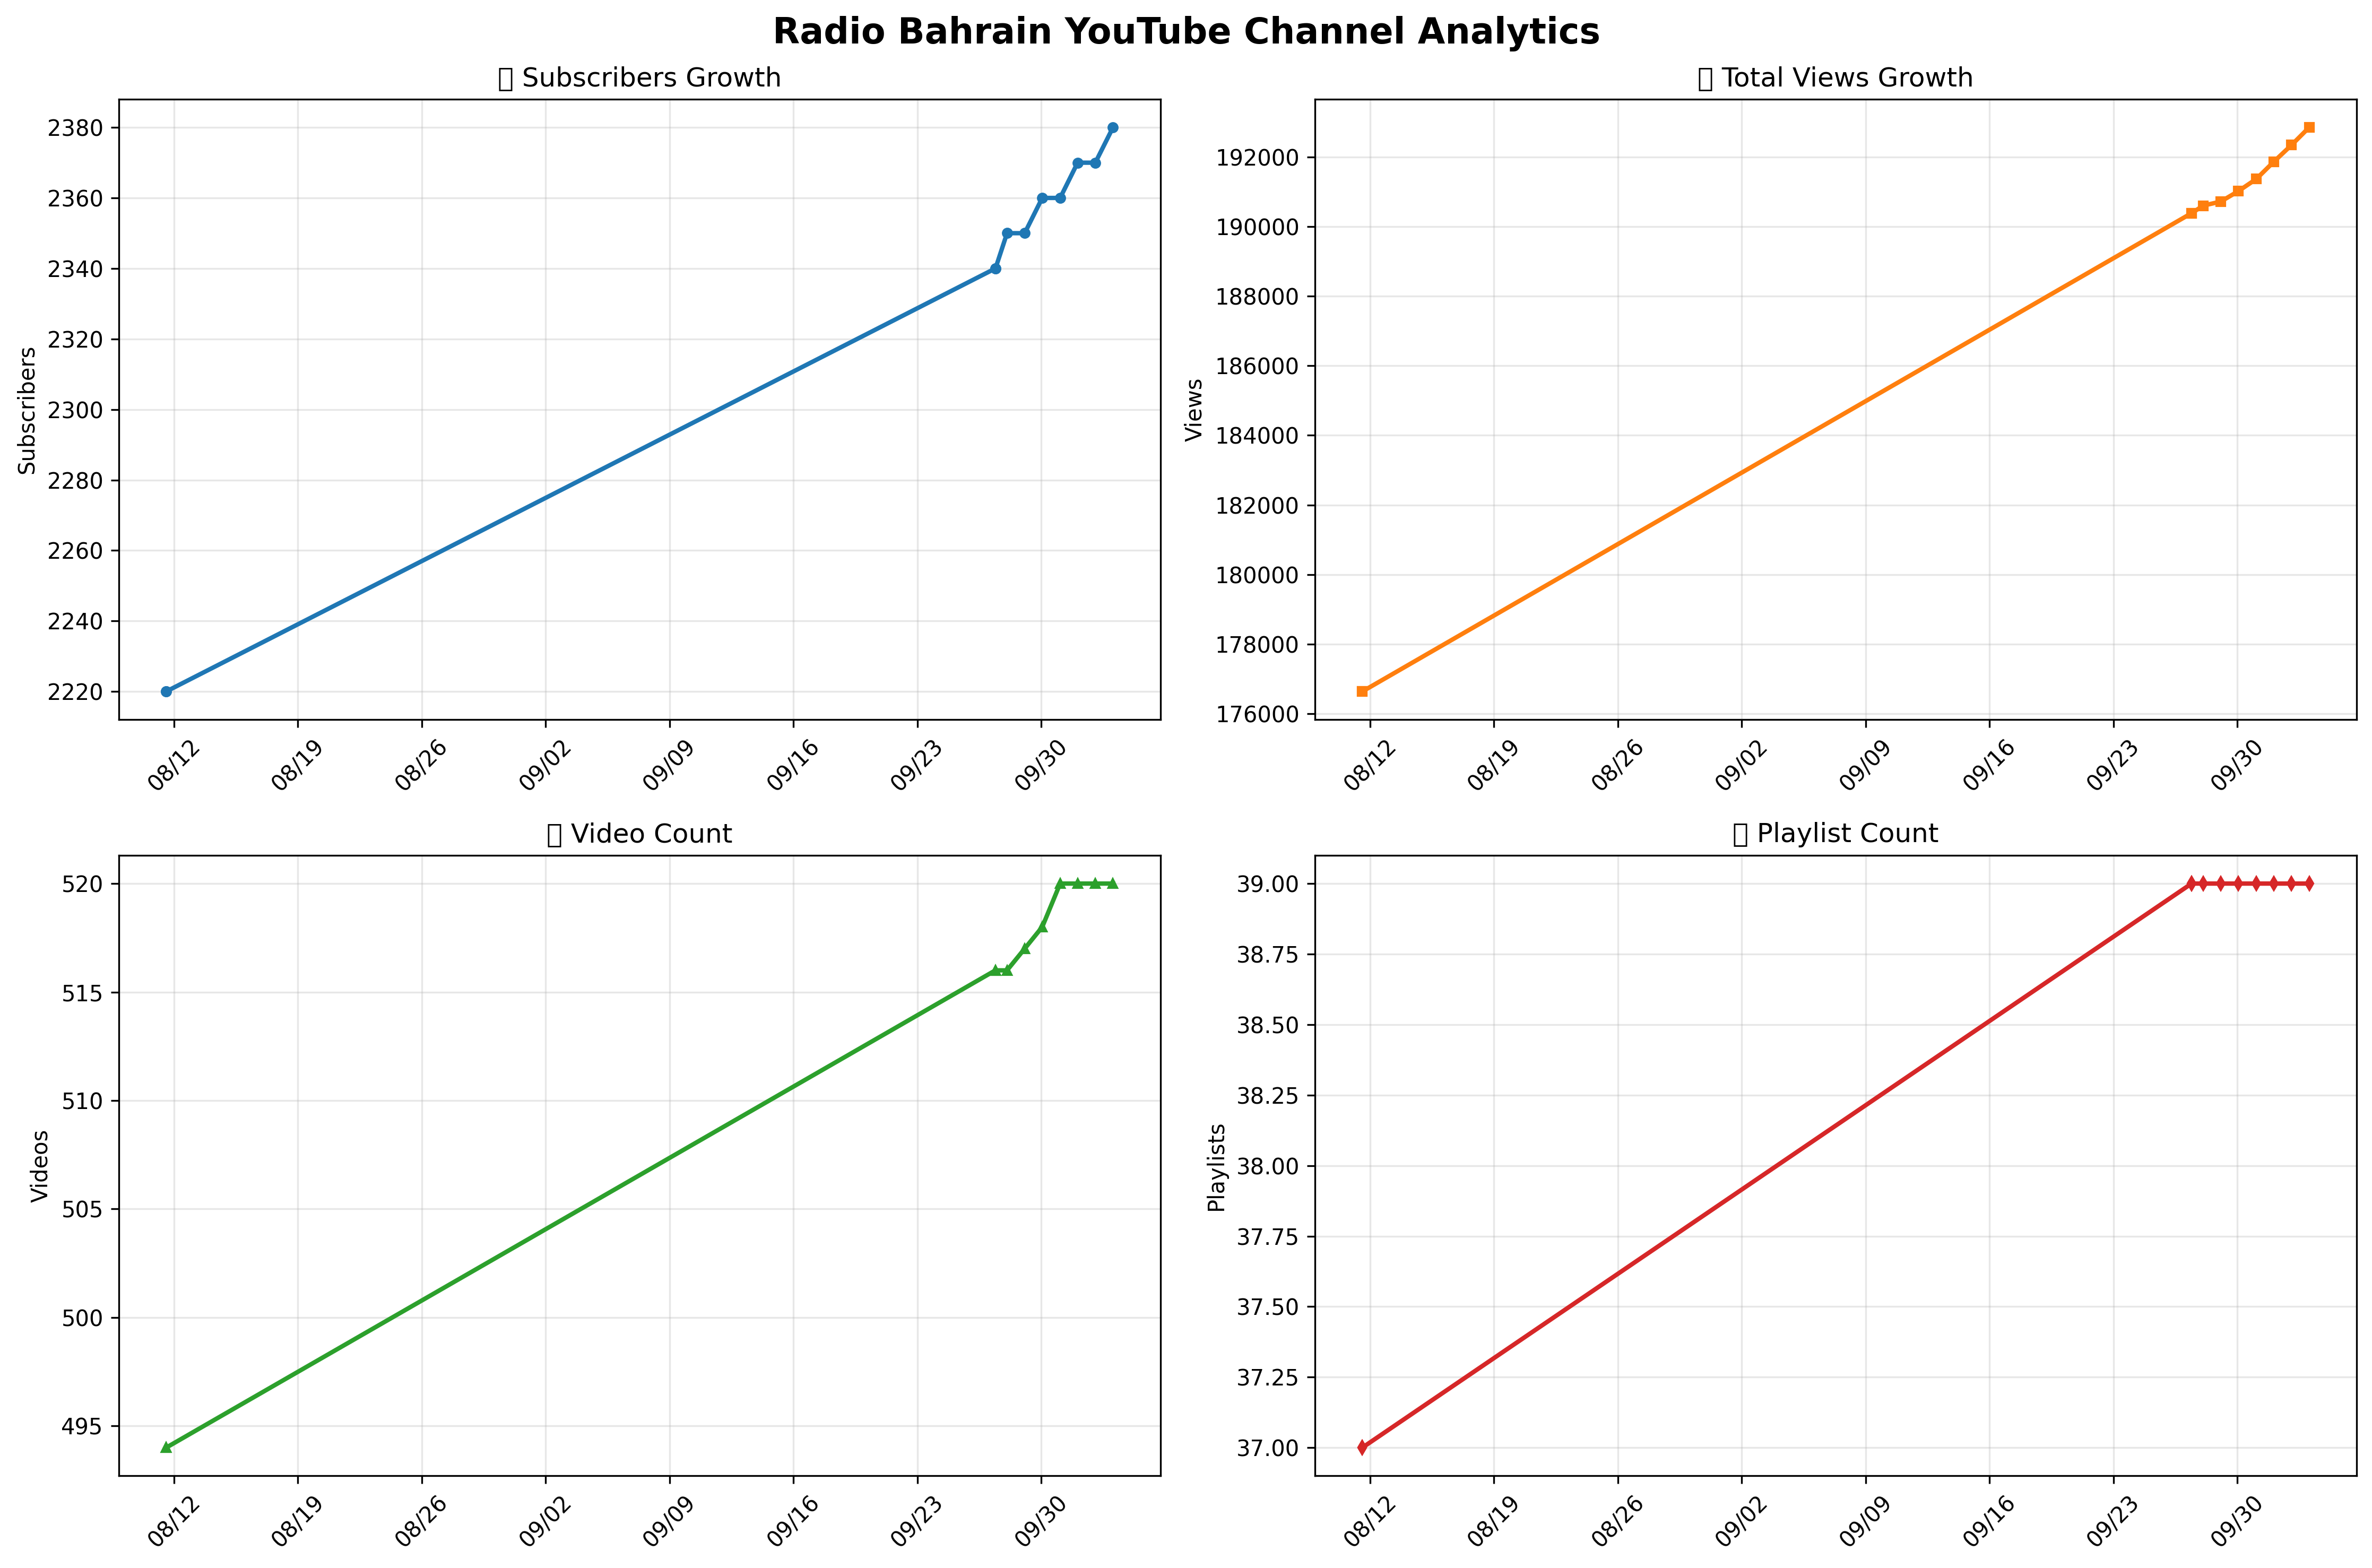 Radio Bahrain YouTube Channel Analytics
▯ Subscribers Growth
Subscribers
2380
2360
2340
2320
2300
2280
2260
2240
2220
08/12 08/19 08/26 09/02 09/09 09/16 09/23 09/30
▯ Total Views Growth
Views
192000
190000
188000
186000
184000
182000
180000
178000
176000
08/12 08/19 08/26 09/02 09/09 09/16 09/23 09/30
▯ Video Count
Videos
520
515
510
505
500
495
08/12 08/19 08/26 09/02 09/09 09/16 09/23 09/30
▯ Playlist Count
Playlists
39.00
38.75
38.50
38.25
38.00
37.75
37.50
37.25
37.00
08/12 08/19 08/26 09/02 09/09 09/16 09/23 09/30